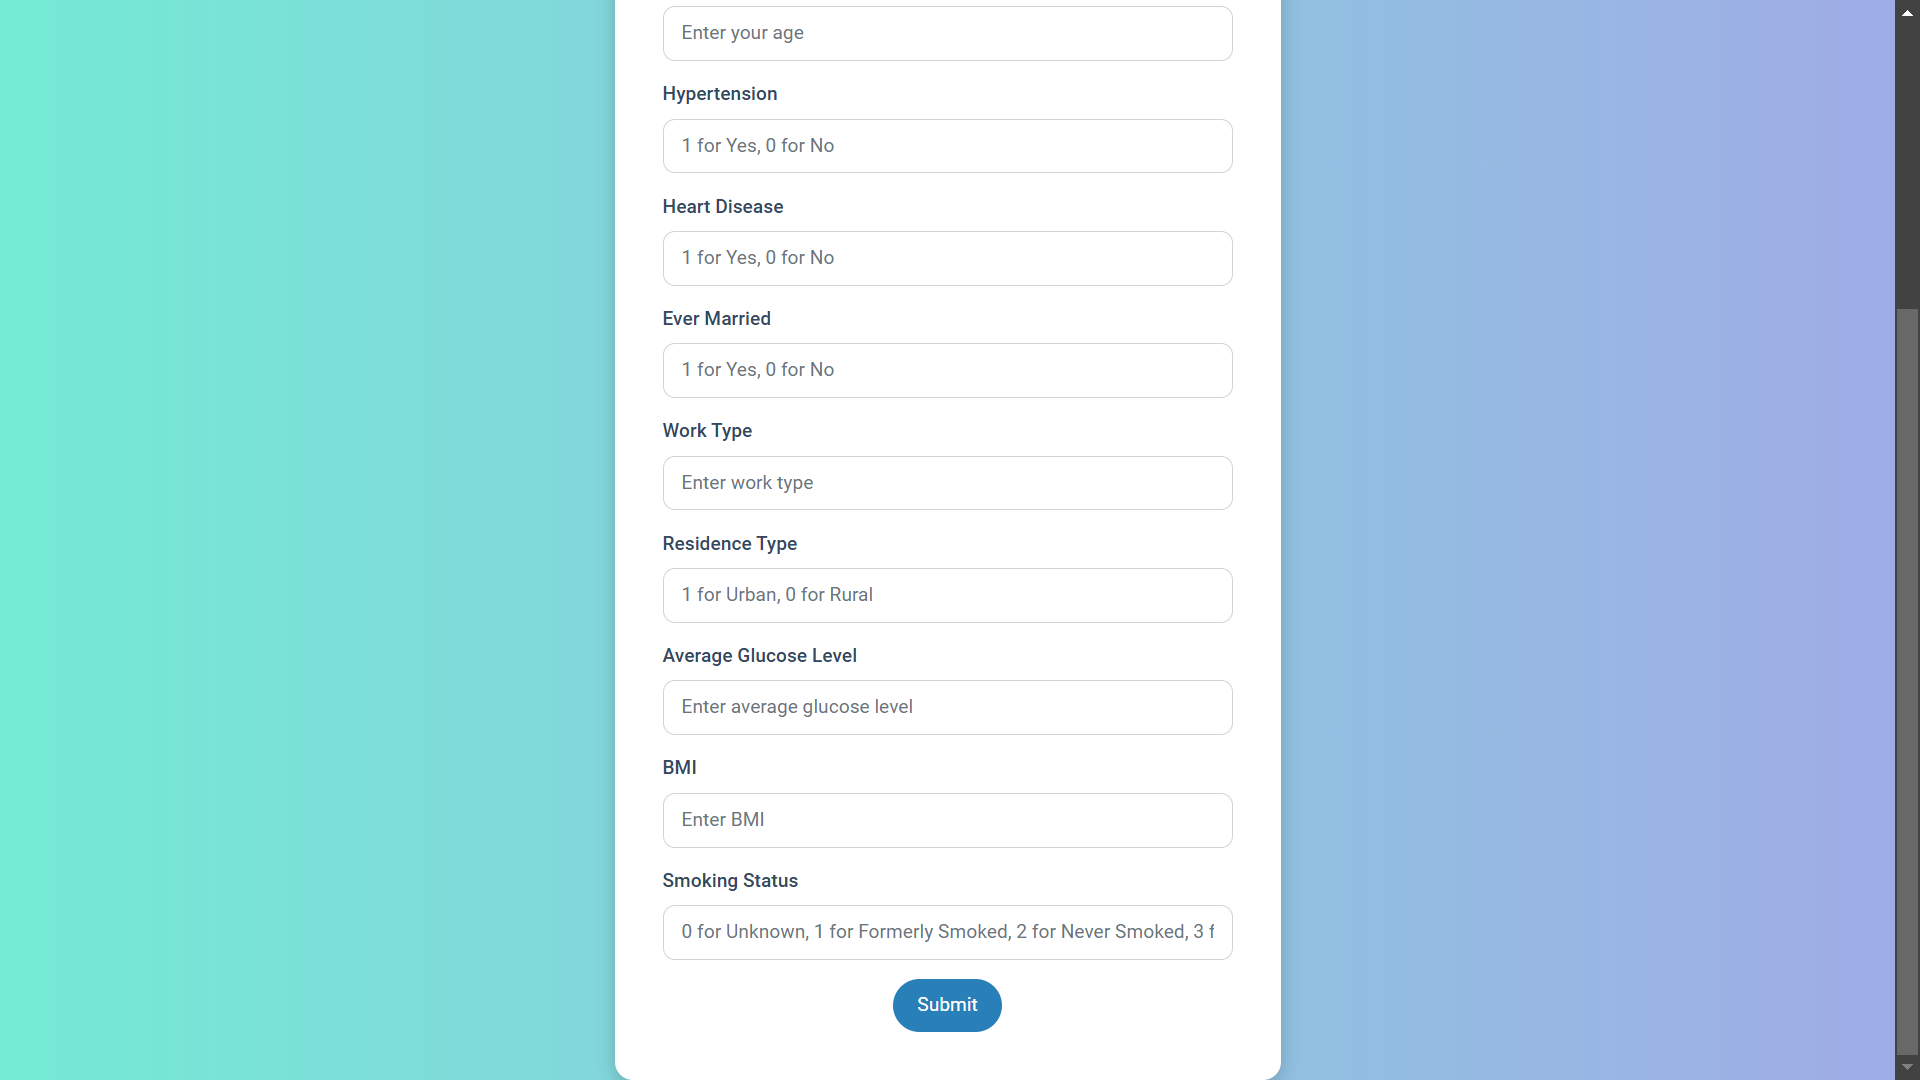 Enter your age
Hypertension
1 for Yes, 0 for No
Heart Disease
1 for Yes, 0 for No
Ever Married
1 for Yes, 0 for No
Work Type
Enter work type
Residence Type
1 for Urban, 0 for Rural
Average Glucose Level
Enter average glucose level
BMI
Enter BMI
Smoking Status
0 for Unknown, 1 for Formerly Smoked, 2 for Never Smoked, 3 f
Submit